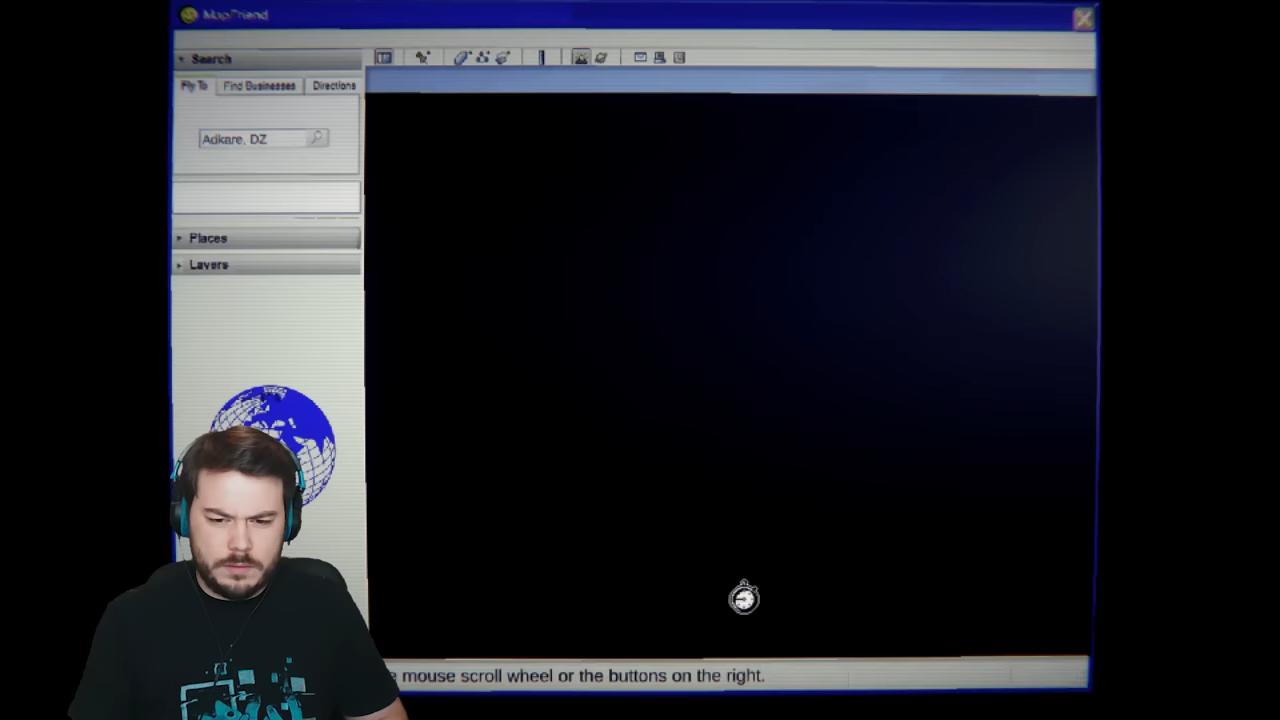 MapFriend
Search
Fly To
Find Businesses
Directions
Adkare, DZ
Places
Layers
mouse scroll wheel or the buttons on the right.